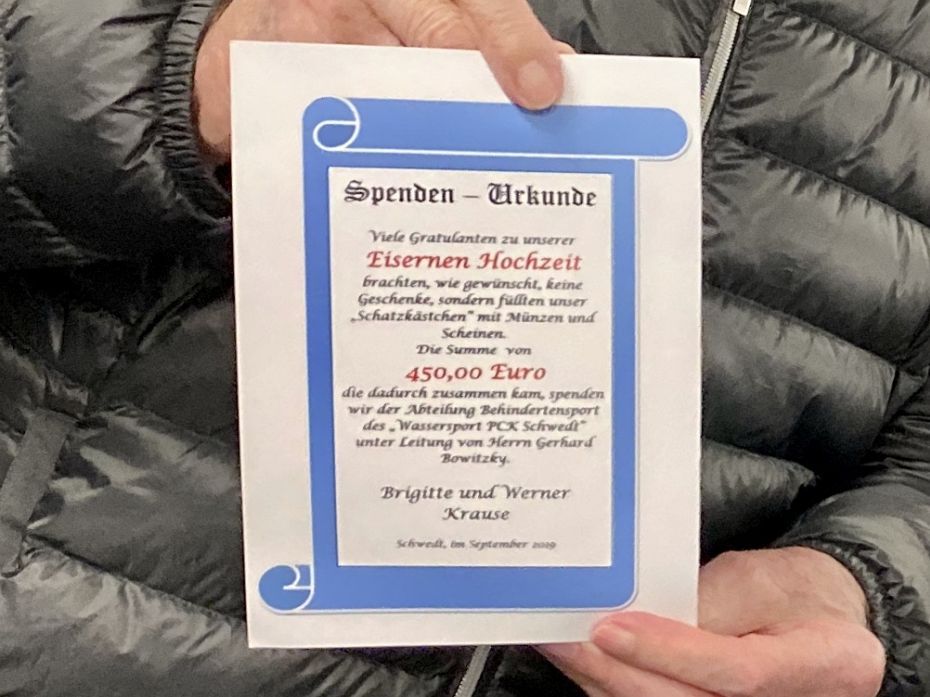 Spenden – Urkunde
Viele Gratulanten zu unserer
Eisernen Hochzeit
brachten, wie gewünscht, keine
Geschenke, sondern füllten unser
„Schatzkästchen" mit Münzen und
Scheinen.
Die Summe von
450,00 Euro
die dadurch zusammen kam, spenden
wir der Abteilung Behindertensport
des „Wassersport PCK Schwedt"
unter Leitung von Herrn Gerhard
Bowitzky.
Brigitte und Werner
Krause
Schwedt, im September 2019